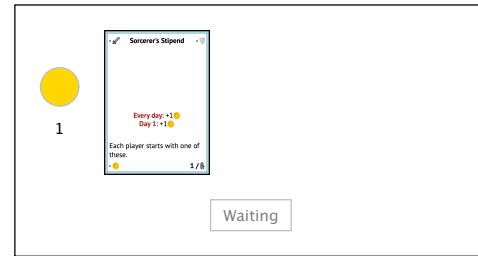 - Sorcerer's Stipend -
Every day: +1
Day 1: +1
Each player starts with one of
these.
- 1 /
1
Waiting